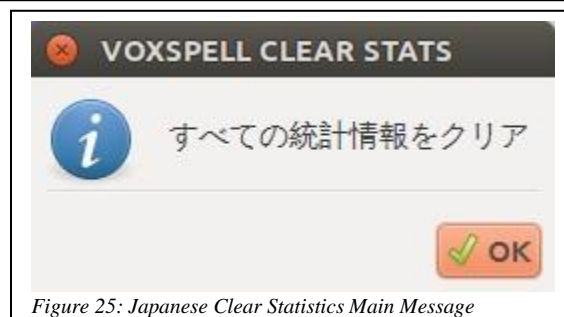 VOXSPELL CLEAR STATS
すべての統計情報をクリア
OK
Figure 25: Japanese Clear Statistics Main Message